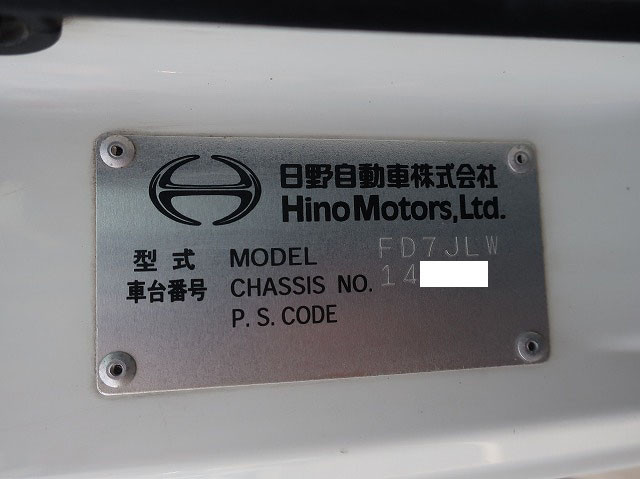 日野自動車株式会社
Hino Motors, Ltd.
型式 MODEL FD7JLW
車台番号 CHASSIS NO. 14
P.S.CODE